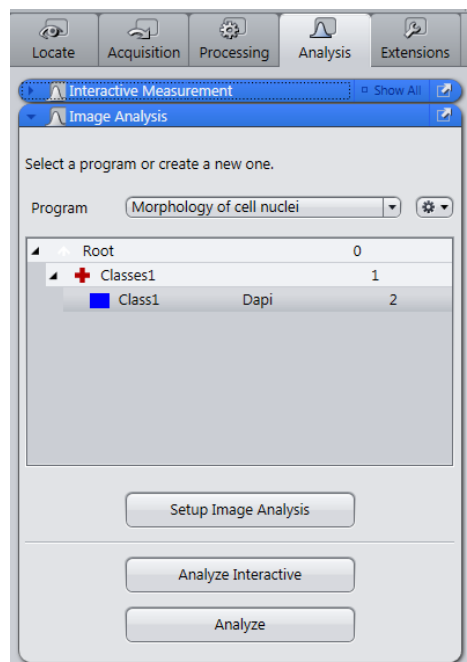 Locate Acquisition Processing Analysis Extensions
Interactive Measurement Show All
Image Analysis
Select a program or create a new one.
Program Morphology of cell nuclei
Root 0
Classes1 1
Class1 Dapi 2
Setup Image Analysis
Analyze Interactive
Analyze